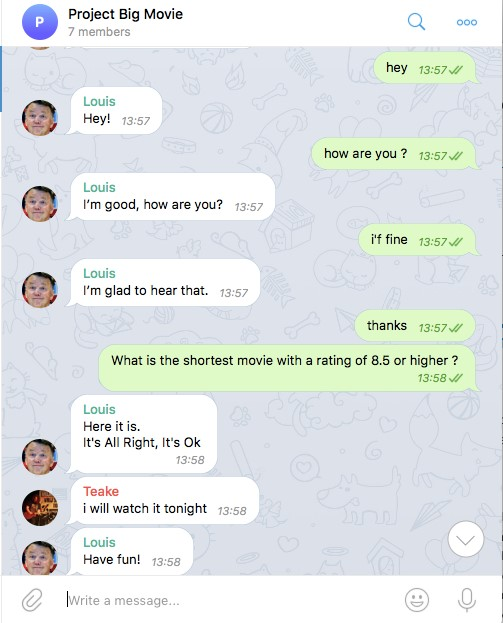 P
Project Big Movie
7 members
hey 13:57
Louis
Hey! 13:57
how are you ? 13:57
Louis
I'm good, how are you? 13:57
i'f fine 13:57
Louis
I'm glad to hear that. 13:57
thanks 13:57
What is the shortest movie with a rating of 8.5 or higher ?
13:58
Louis
Here it is.
It's All Right, It's Ok
13:58
Teake
i will watch it tonight 13:58
Louis
Have fun! 13:58
Write a message...